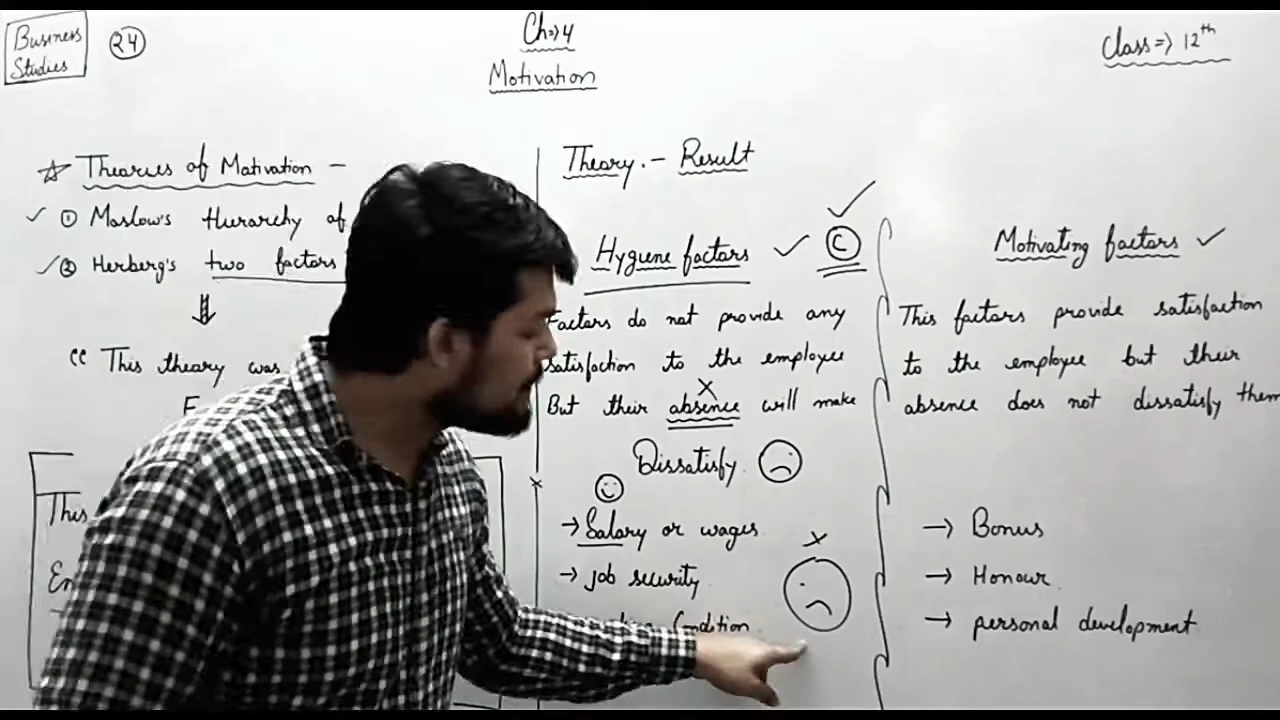 Business
Studies
24
Ch=>4
Motivation
Class=> 12th
Thearies of Motivation -
① Maslow's Hurarchy of
② Herberg's two factors
" This theory was
This
Theory. - Result
Hygiene factors
C
Factors do not provide any
satisfaction to the employee
But their absence will make
Dissatisfy
→ Salary or wages
→ job security
Condition
Motivating factors
This factors provide satisfaction
to the employee but their
absence does not dissatisfy them
→ Bonus
→ Honour
→ personal development